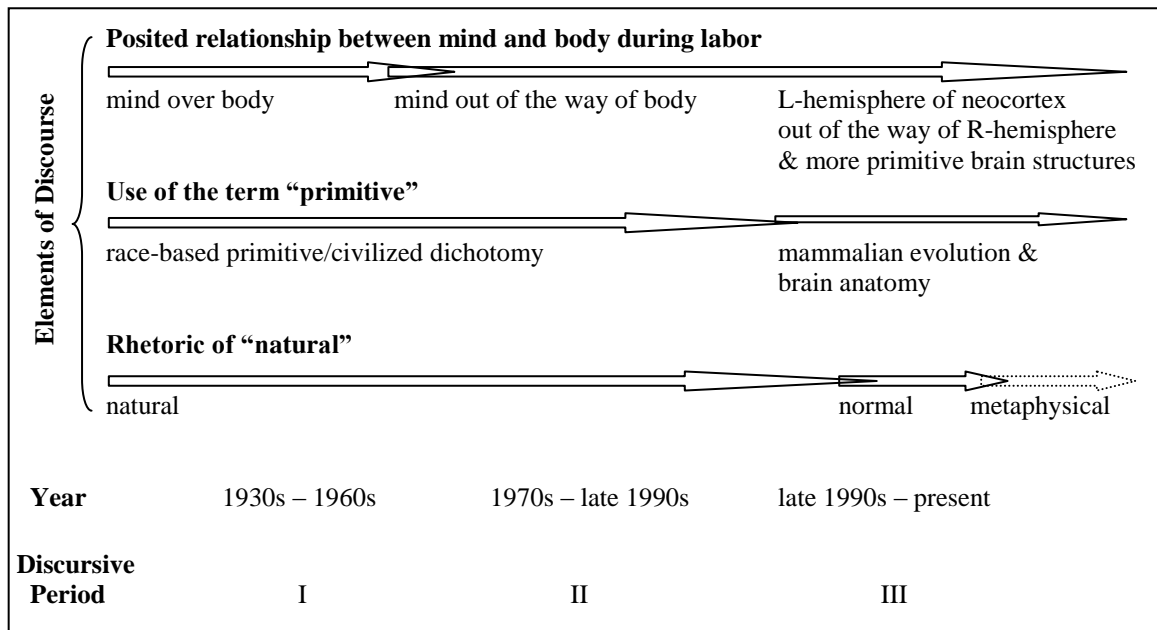 Elements of Discourse
Posited relationship between mind and body during labor
mind over body
mind out of the way of body
L-hemisphere of neocortex
out of the way of R-hemisphere
& more primitive brain structures
Use of the term “primitive”
race-based primitive/civilized dichotomy
mammalian evolution &
brain anatomy
Rhetoric of “natural”
natural
normal
metaphysical
Year
1930s – 1960s
1970s – late 1990s
late 1990s – present
Discursive
Period
I
II
III